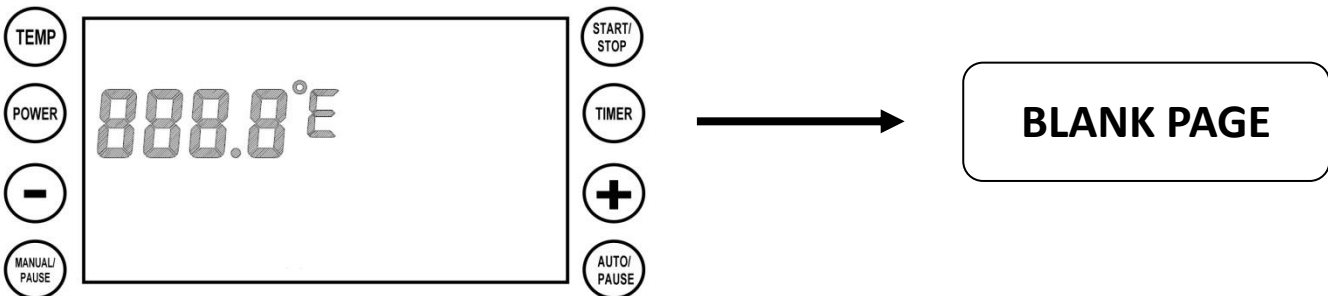 TEMP
POWER
-
MANUAL/
PAUSE
888.8°E
START/
STOP
TIMER
+
AUTO/
PAUSE
BLANK PAGE